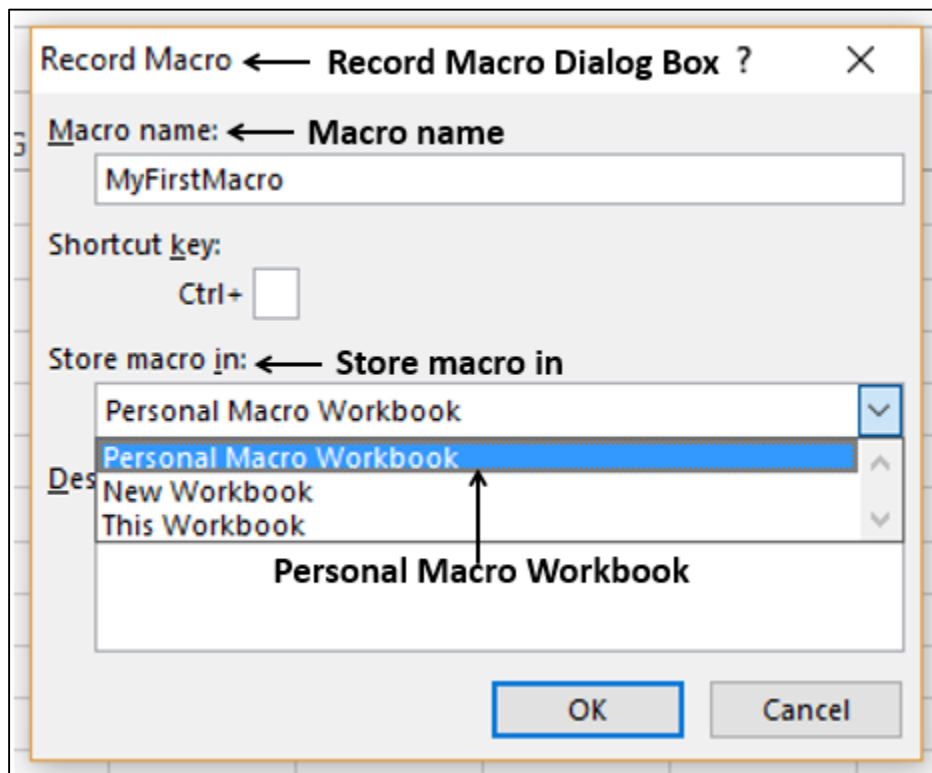 Record Macro Record Macro Dialog Box ?
Macro name: Macro name
G
MyFirstMacro
Shortcut key:
Ctrl+
Store macro in: Store macro in
Personal Macro Workbook
Personal Macro Workbook
Des
New Workbook
This Workbook
Personal Macro Workbook
OK Cancel